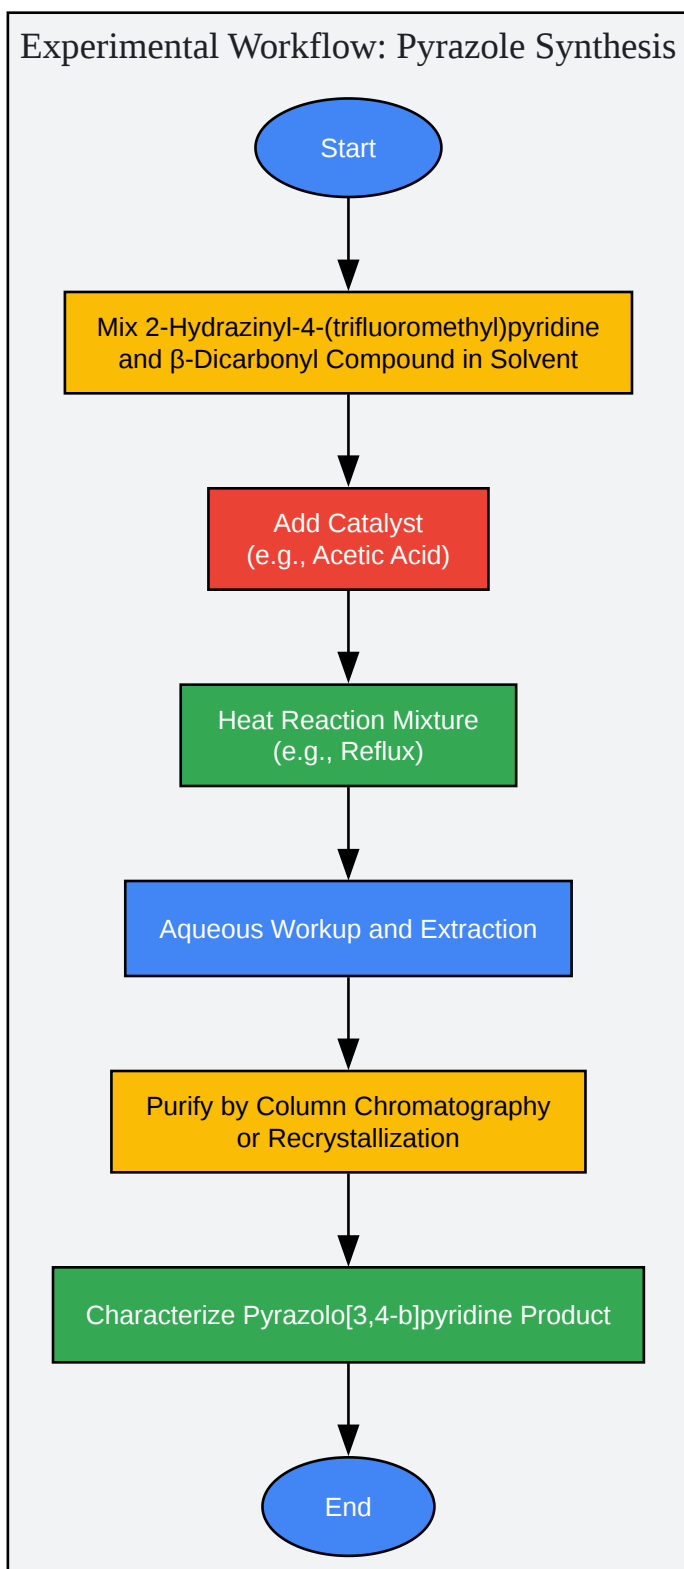 Experimental Workflow: Pyrazole Synthesis
Start
Mix 2-Hydrazinyl-4-(trifluoromethyl)pyridine
and β-Dicarbonyl Compound in Solvent
Add Catalyst
(e.g., Acetic Acid)
Heat Reaction Mixture
(e.g., Reflux)
Aqueous Workup and Extraction
Purify by Column Chromatography
or Recrystallization
Characterize Pyrazolo[3,4-b]pyridine Product
End